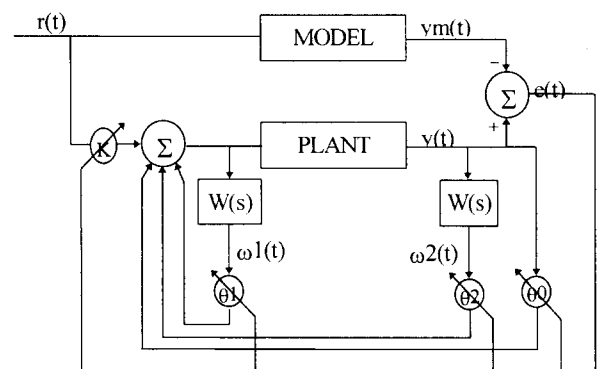 r(t)
MODEL
ym(t)
−
Σ
e(t)
+
K
Σ
PLANT
y(t)
W(s)
W(s)
ω1(t)
ω2(t)
θ1
θ2
θ0